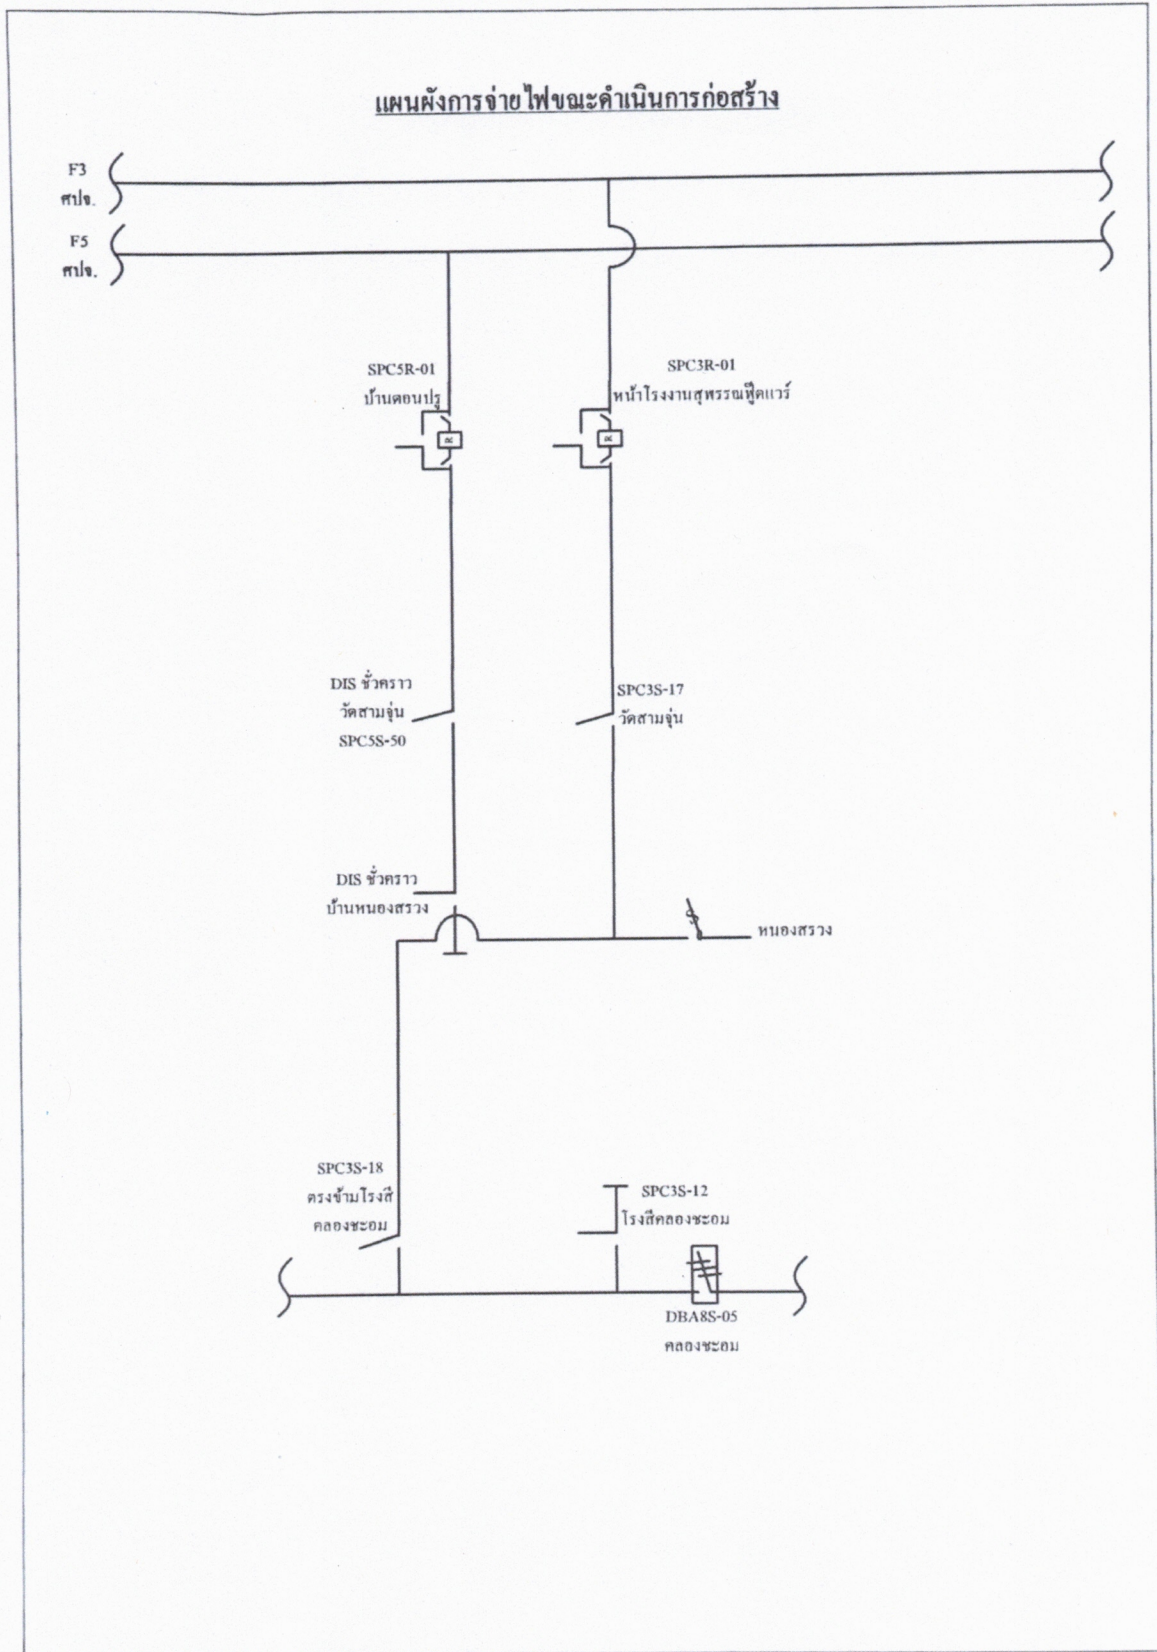 แผนผังการจ่ายไฟขณะดำเนินการก่อสร้าง
F3
ศปจ.
F5
ศปจ.
SPC5R-01
บ้านดอนปรู
SPC3R-01
หน้าโรงงานสุพรรณฟู๊ดแวร์
R
R
DIS ชั่วคราว
วัดสามจุ่น
SPC5S-50
SPC3S-17
วัดสามจุ่น
DIS ชั่วคราว
บ้านหนองสรวง
หนองสรวง
SPC3S-18
ตรงข้ามโรงสี
คลองชะอม
SPC3S-12
โรงสีคลองชะอม
DBA8S-05
คลองชะอม